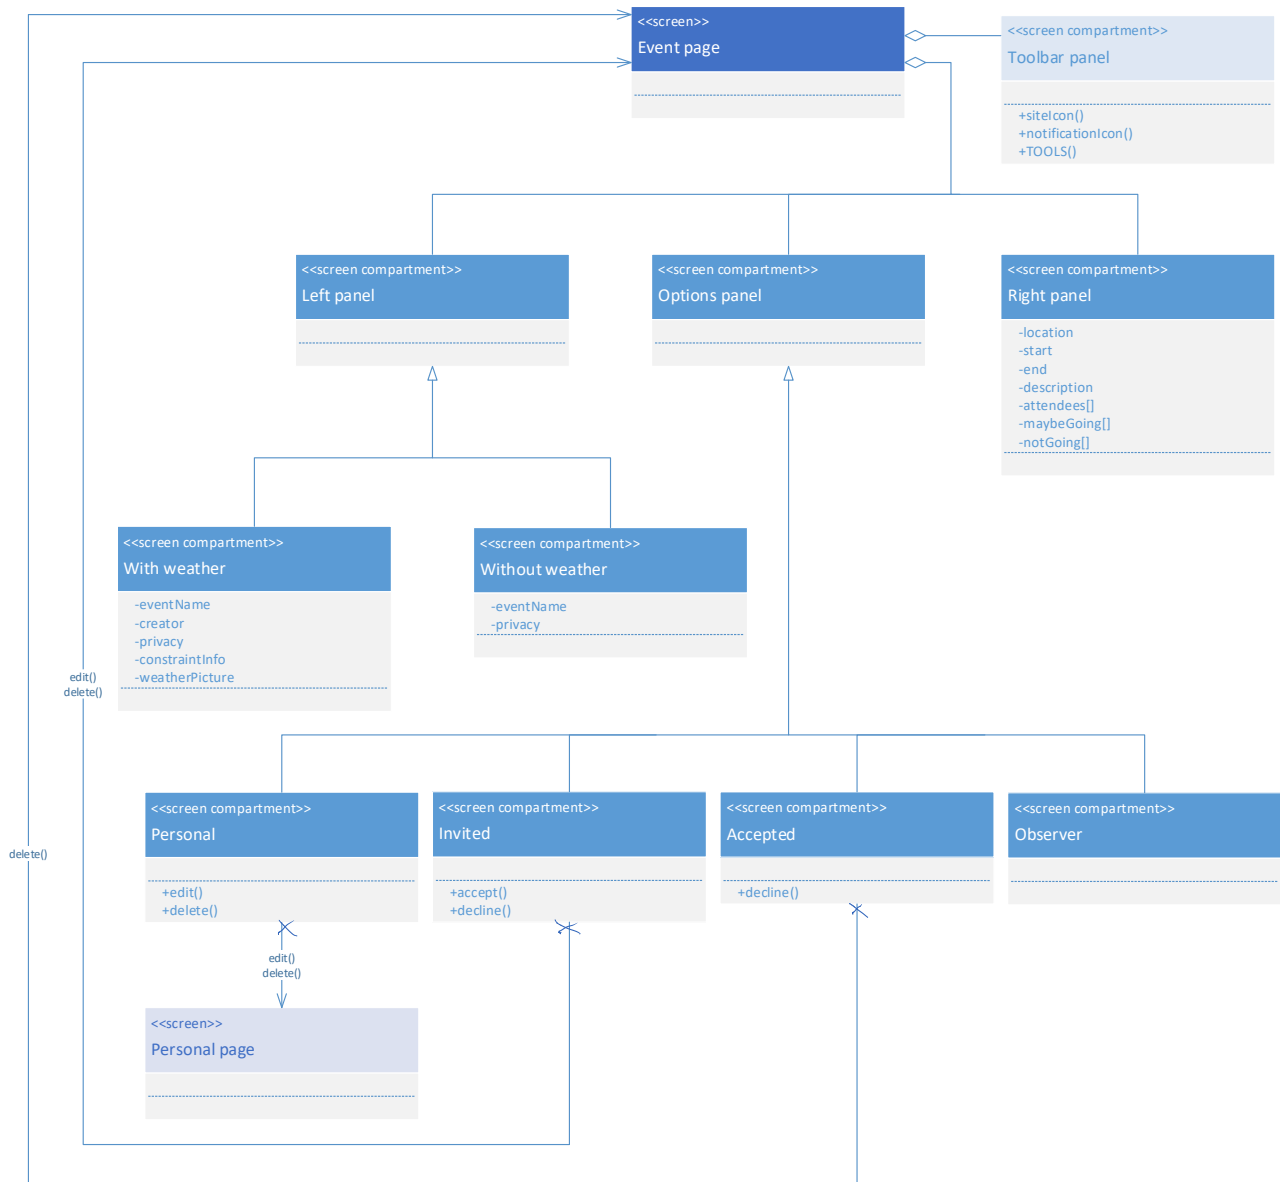 <<screen>>
Event page
<<screen compartment>>
Toolbar panel
+siteIcon()
+notificationIcon()
+TOOLS()
<<screen compartment>>
Left panel
<<screen compartment>>
Options panel
<<screen compartment>>
Right panel
-location
-start
-end
-description
-attendees[]
-maybeGoing[]
-notGoing[]
<<screen compartment>>
With weather
-eventName
-creator
-privacy
-constraintInfo
-weatherPicture
<<screen compartment>>
Without weather
-eventName
-privacy
edit()
delete()
<<screen compartment>>
Personal
+edit()
+delete()
<<screen compartment>>
Invited
+accept()
+decline()
<<screen compartment>>
Accepted
+decline()
<<screen compartment>>
Observer
delete()
edit()
delete()
<<screen>>
Personal page